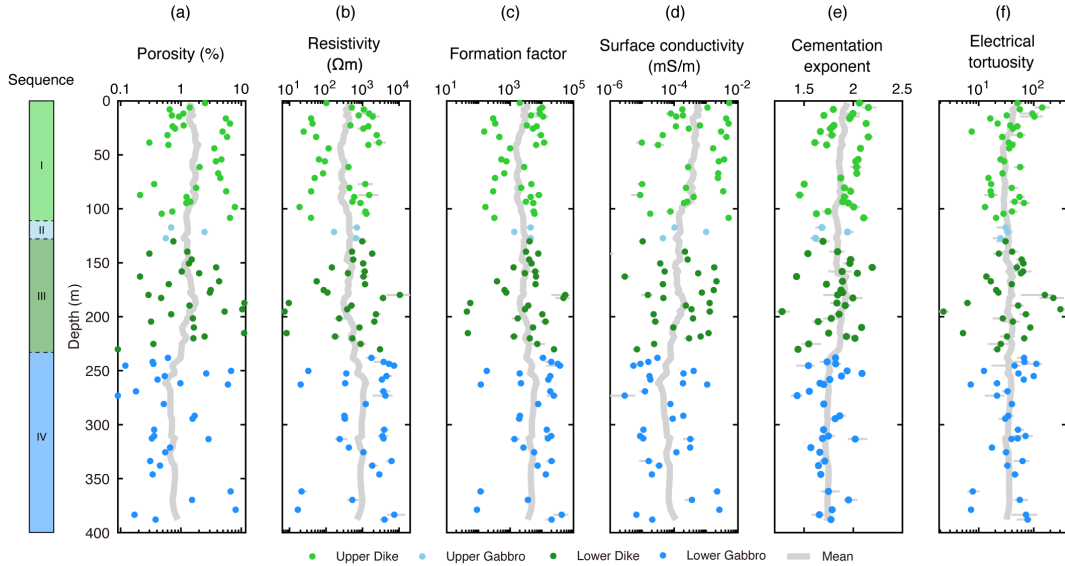 (a) (b) (c) (d) (e) (f)
Porosity (%)
Resistivity
(Ωm)
Formation factor
Surface conductivity
(mS/m)
Cementation
exponent
Electrical
tortuosity
Sequence
0.1 1 10
10⁰ 10² 10³ 10⁴
10¹ 10³ 10⁵
10⁻⁶ 10⁻⁴ 10⁻²
1.5 2 2.5
10¹ 10²
0
50
100
150
200
250
300
350
400
Depth (m)
I
II
III
IV
Upper Dike Upper Gabbro Lower Dike Lower Gabbro Mean